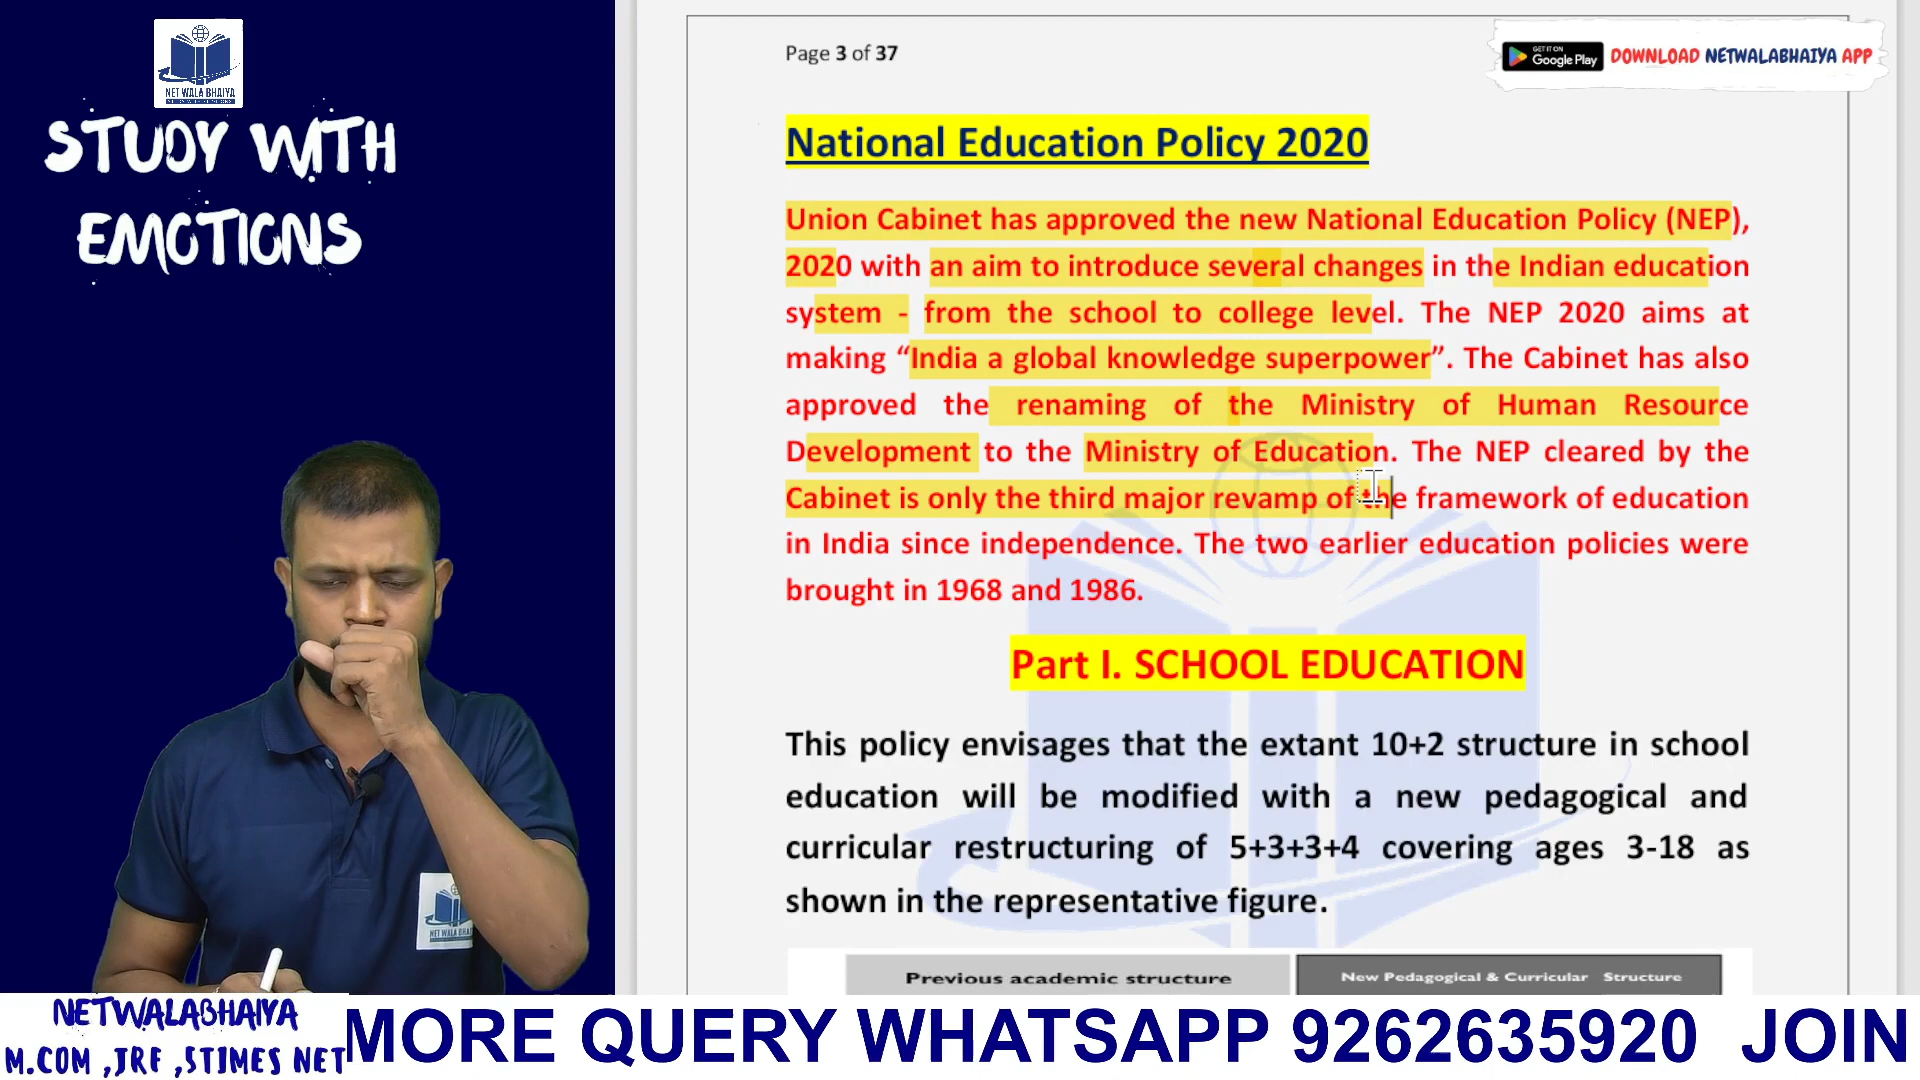 NET WALA BHAIYA
STUDY WITH
EMOTIONS
Page 3 of 37
GET IT ON
Google Play
DOWNLOAD NETWALABHAIYA APP
National Education Policy 2020
Union Cabinet has approved the new National Education Policy (NEP),
2020 with an aim to introduce several changes in the Indian education
system - from the school to college level. The NEP 2020 aims at
making “India a global knowledge superpower”. The Cabinet has also
approved the renaming of the Ministry of Human Resource
Development to the Ministry of Education. The NEP cleared by the
Cabinet is only the third major revamp of the framework of education
in India since independence. The two earlier education policies were
brought in 1968 and 1986.
Part I. SCHOOL EDUCATION
This policy envisages that the extant 10+2 structure in school
education will be modified with a new pedagogical and
curricular restructuring of 5+3+3+4 covering ages 3-18 as
shown in the representative figure.
Previous academic structure
New Pedagogical & Curricular Structure
NET WALA BHAI
NETWALABHAIYA
M.COM ,JRF ,5TIMES NET
MORE QUERY WHATSAPP 9262635920 JOIN